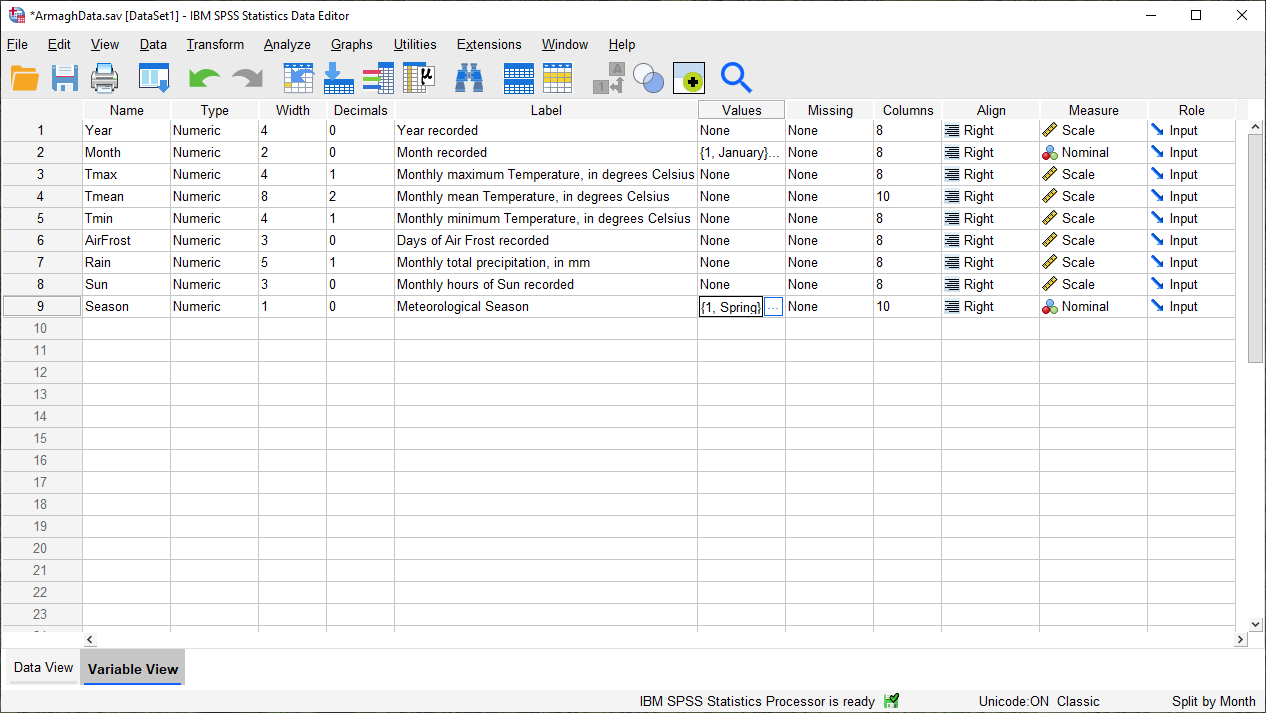 *ArmaghData.sav [DataSet1] - IBM SPSS Statistics Data Editor
File Edit View Data Transform Analyze Graphs Utilities Extensions Window Help
Name Type Width Decimals Label Values Missing Columns Align Measure Role
1 Year Numeric 4 0 Year recorded None None 8 Right Scale Input
2 Month Numeric 2 0 Month recorded {1, January}... None 8 Right Nominal Input
3 Tmax Numeric 4 1 Monthly maximum Temperature, in degrees Celsius None None 8 Right Scale Input
4 Tmean Numeric 8 2 Monthly mean Temperature, in degrees Celsius None None 10 Right Scale Input
5 Tmin Numeric 4 1 Monthly minimum Temperature, in degrees Celsius None None 8 Right Scale Input
6 AirFrost Numeric 3 0 Days of Air Frost recorded None None 8 Right Scale Input
7 Rain Numeric 5 1 Monthly total precipitation, in mm None None 8 Right Scale Input
8 Sun Numeric 3 0 Monthly hours of Sun recorded None None 8 Right Scale Input
9 Season Numeric 1 0 Meteorological Season {1, Spring} ... None 10 Right Nominal Input
10
11
12
13
14
15
16
17
18
19
20
21
22
23
Data View Variable View
IBM SPSS Statistics Processor is ready Unicode:ON Classic Split by Month